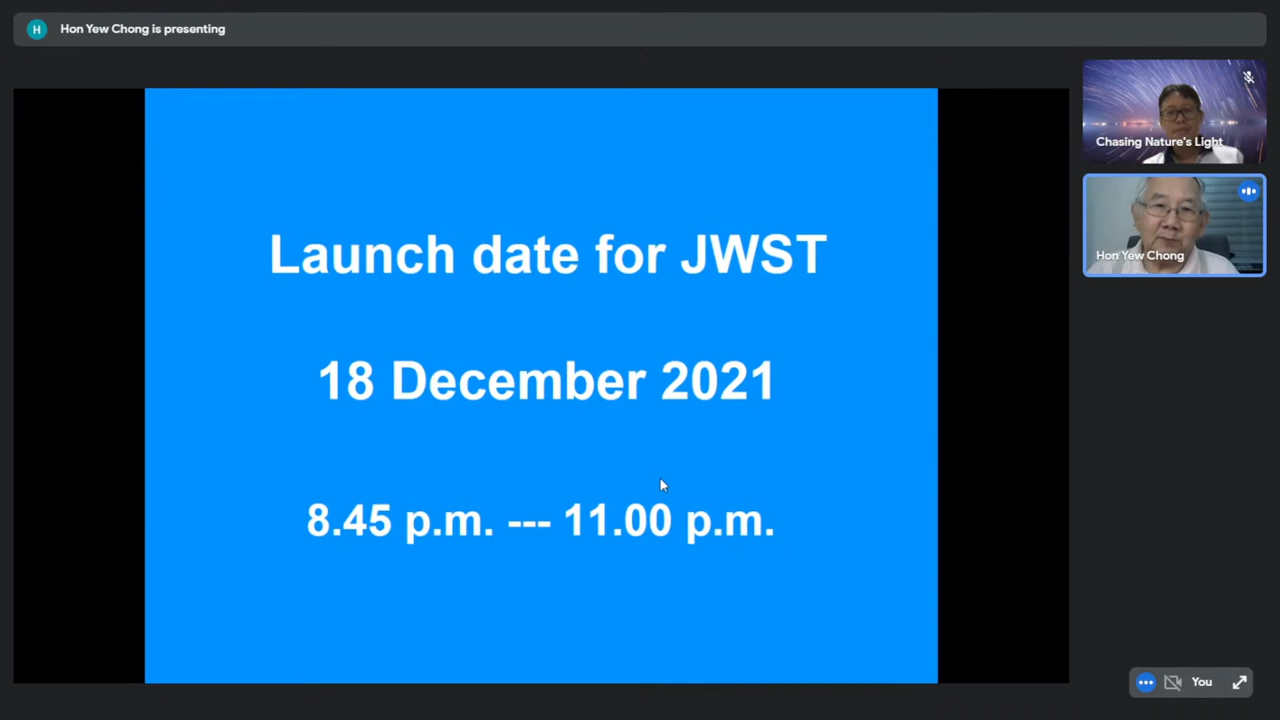 H
Hon Yew Chong is presenting
Launch date for JWST
18 December 2021
8.45 p.m. --- 11.00 p.m.
Chasing Nature's Light
Hon Yew Chong
You